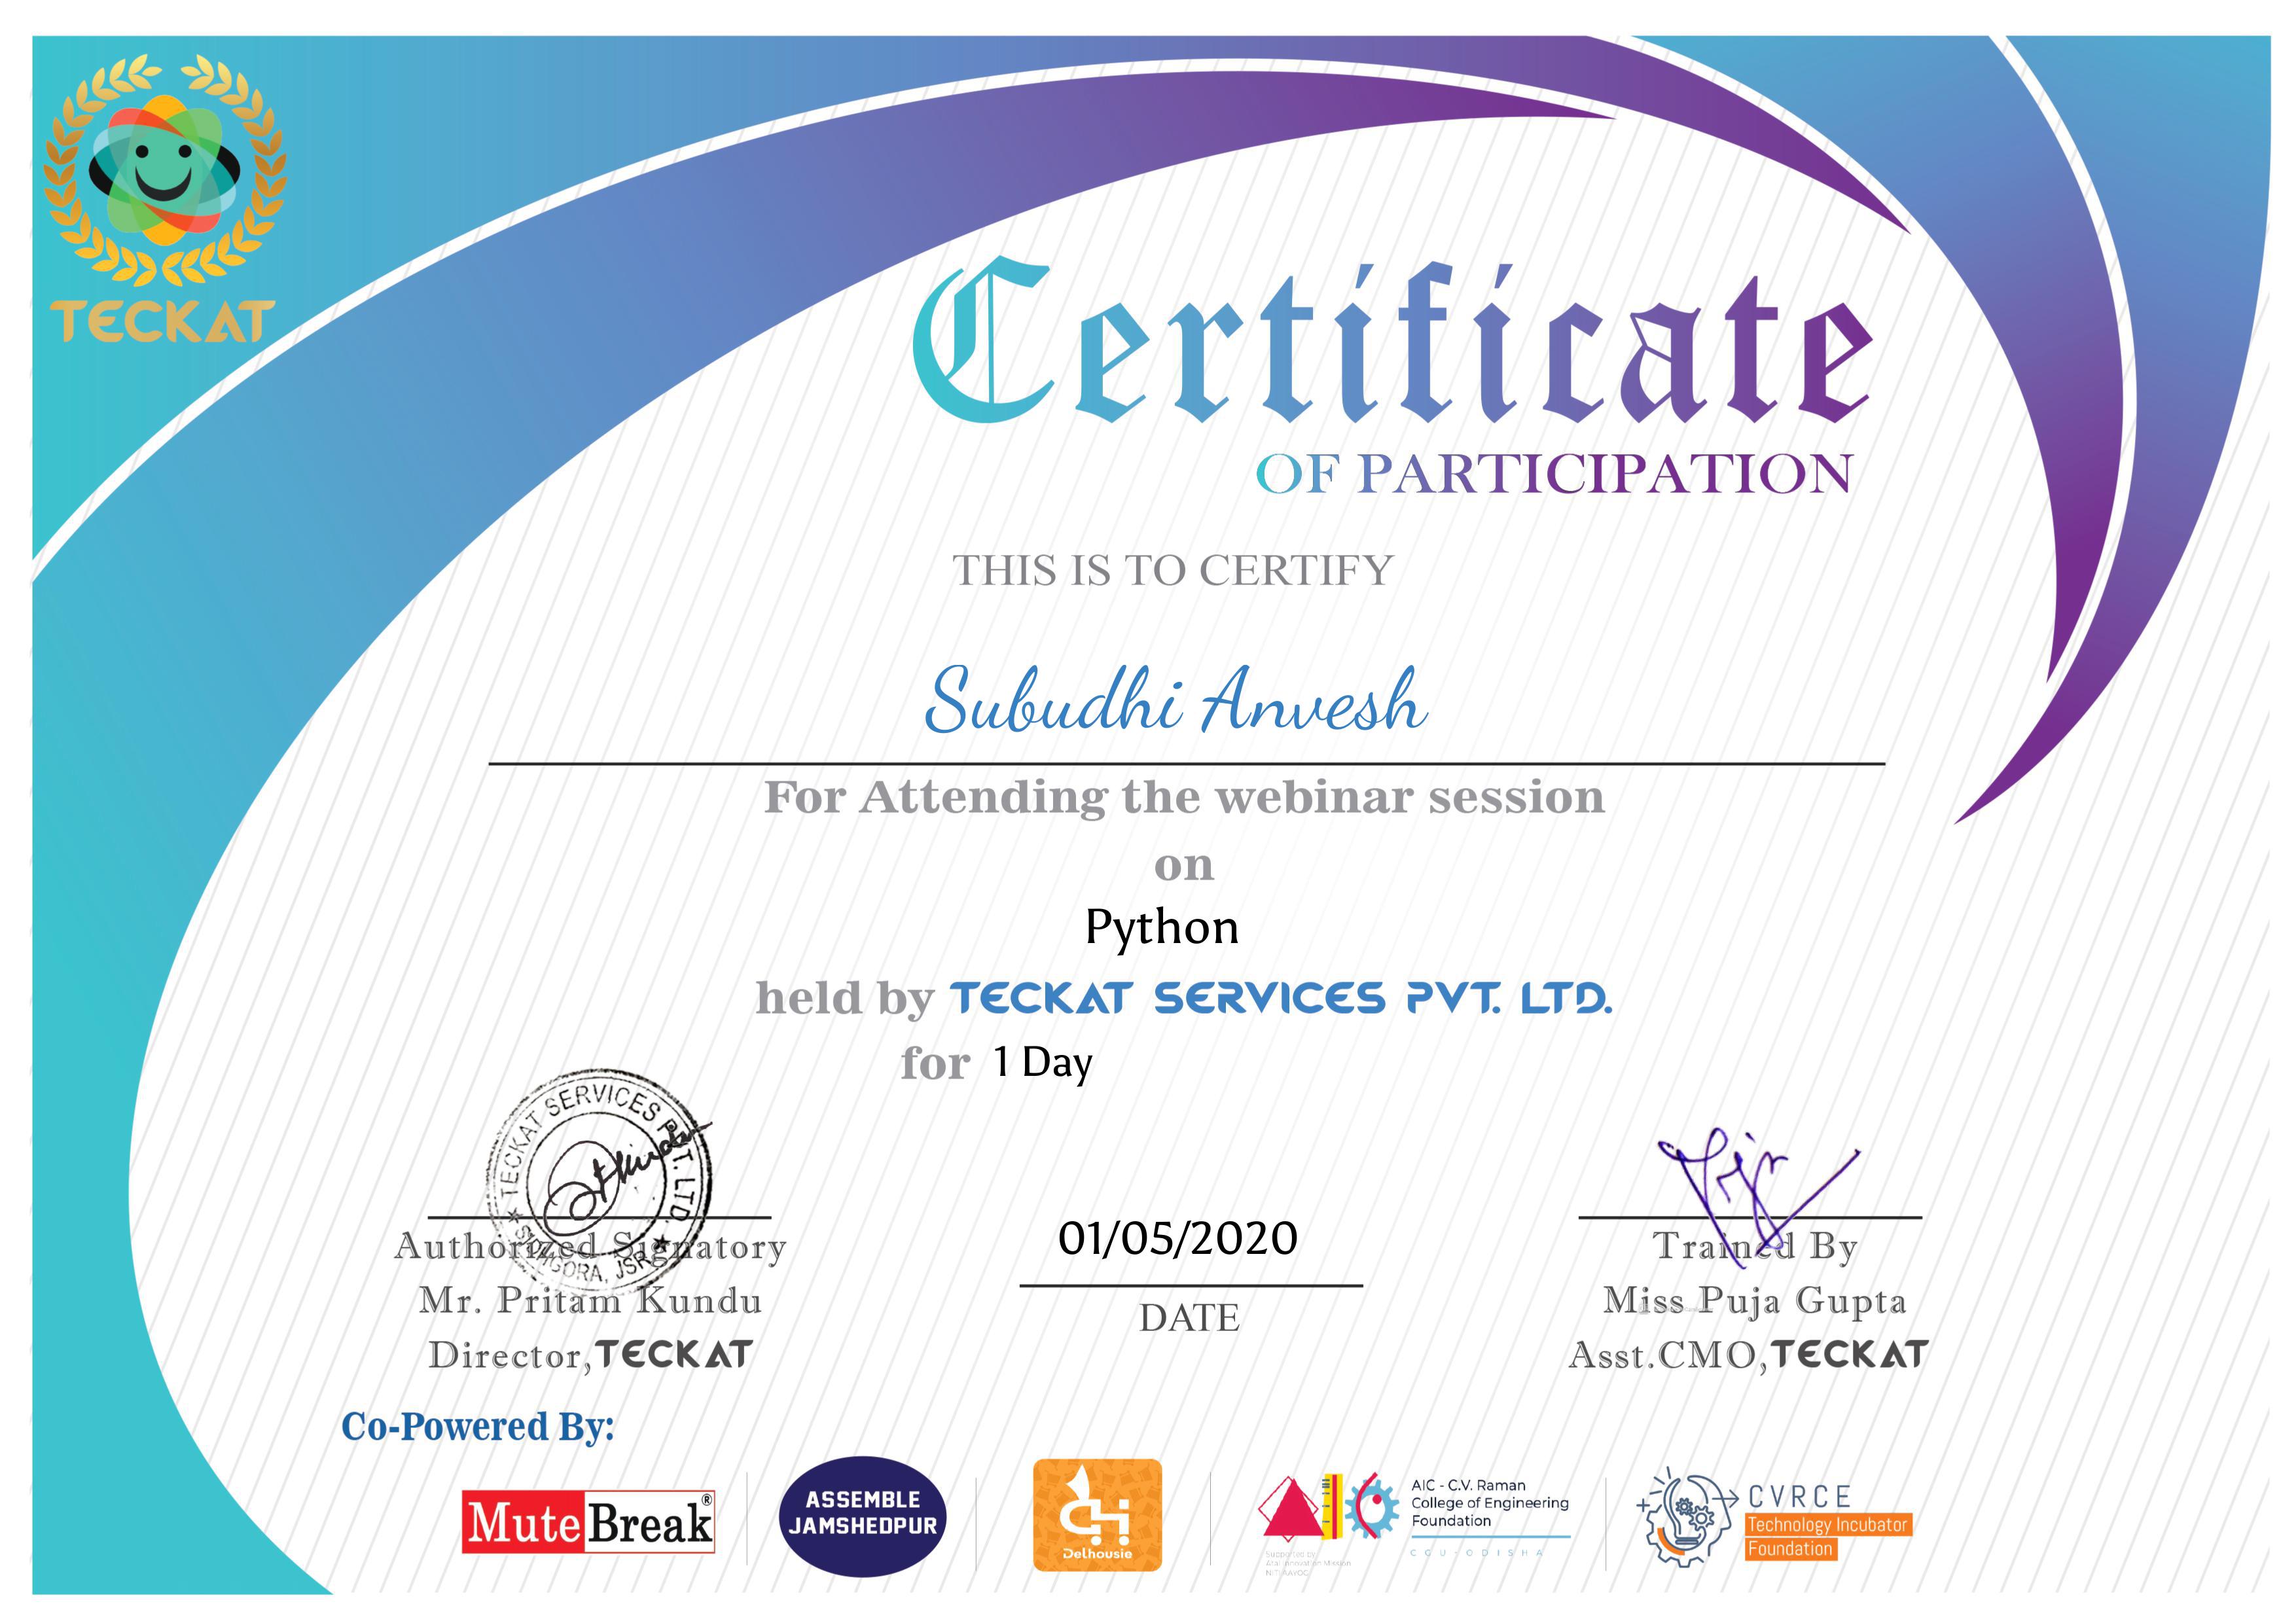 TECKAT
Certificate
OF PARTICIPATION
THIS IS TO CERTIFY
Subudhi Anvesh
For Attending the webinar session
on
Python
held by TECKAT SERVICES PVT. LTD.
for 1 Day
TECKAT SERVICES PVT. LTD.
JSR
Authorized Signatory
Mr. Pritam Kundu
Director,TECKAT
01/05/2020
DATE
Trained By
Miss Puja Gupta
Asst.CMO,TECKAT
Co-Powered By:
MuteBreak®
ASSEMBLE
JAMSHEDPUR
Delhousie
AIC - C.V. Raman
College of Engineering
Foundation
CGU-ODISHA
Supported by
Atal Innovation Mission
CVRCE
Technology Incubator
Foundation